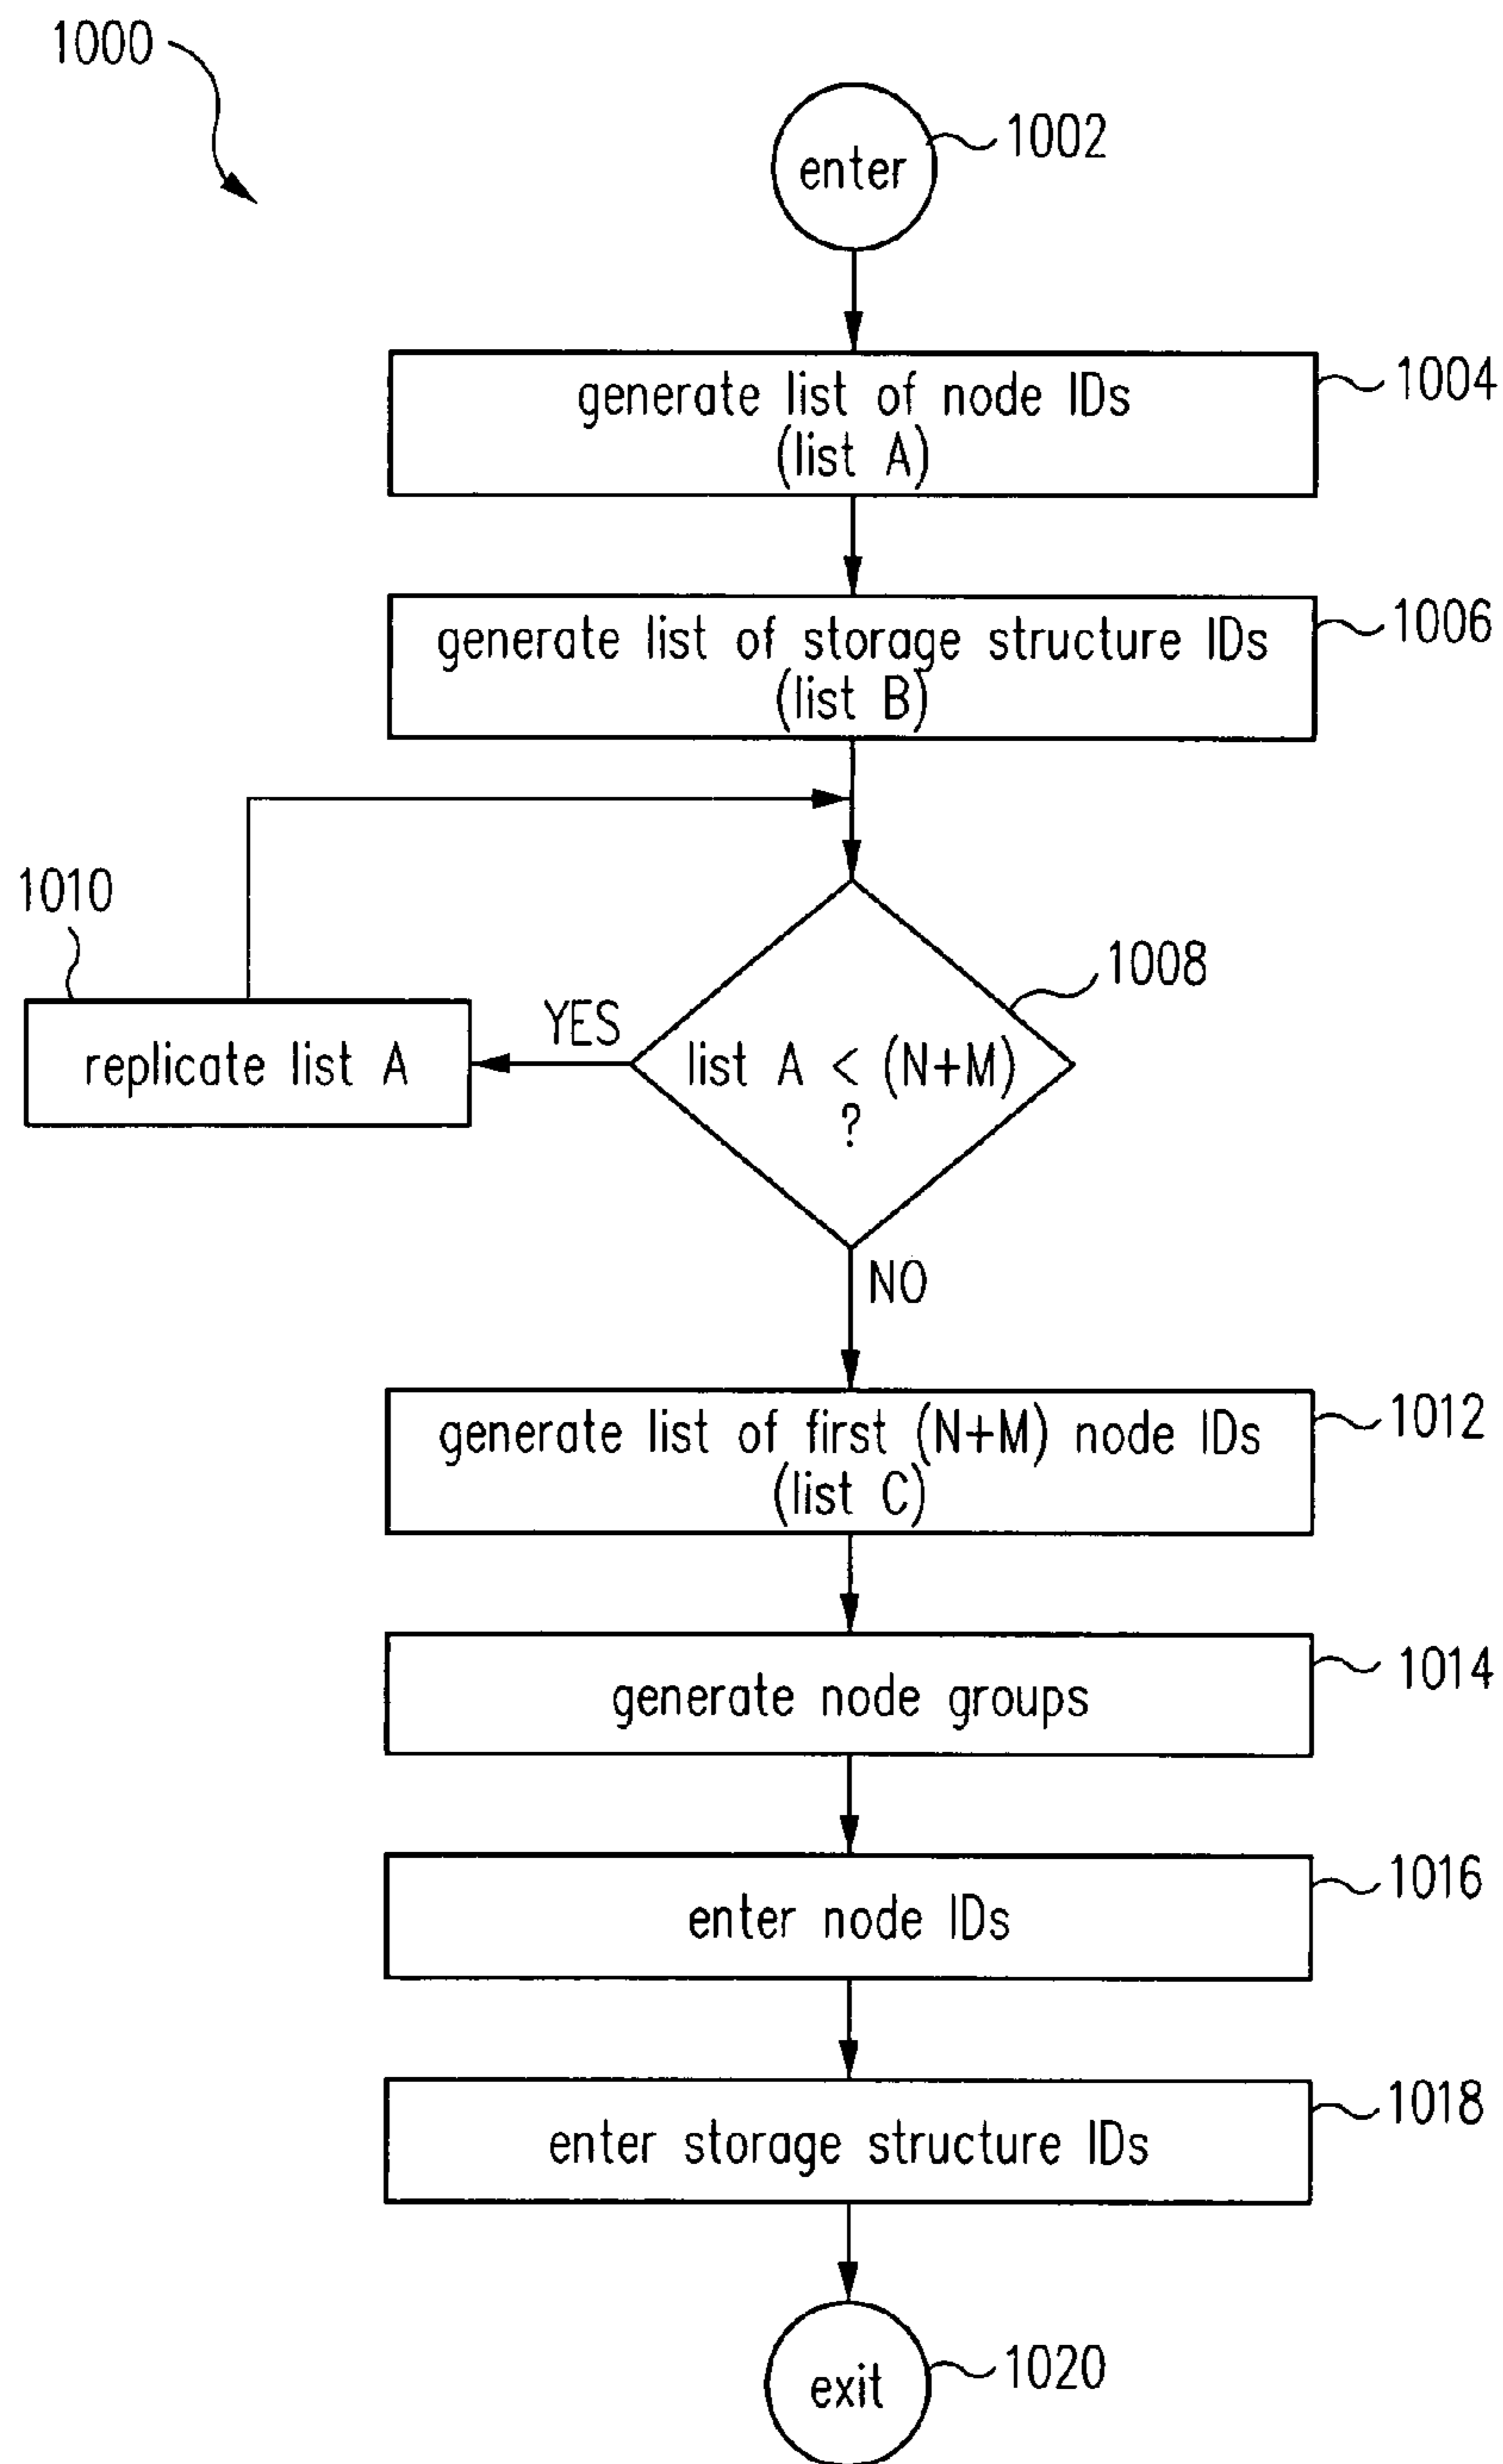 1000
enter
1002
generate list of node IDs
(list A)
1004
generate list of storage structure IDs
(list B)
1006
1010
replicate list A
YES
list A < (N+M)
?
1008
NO
generate list of first (N+M) node IDs
(list C)
1012
generate node groups
1014
enter node IDs
1016
enter storage structure IDs
1018
exit
1020